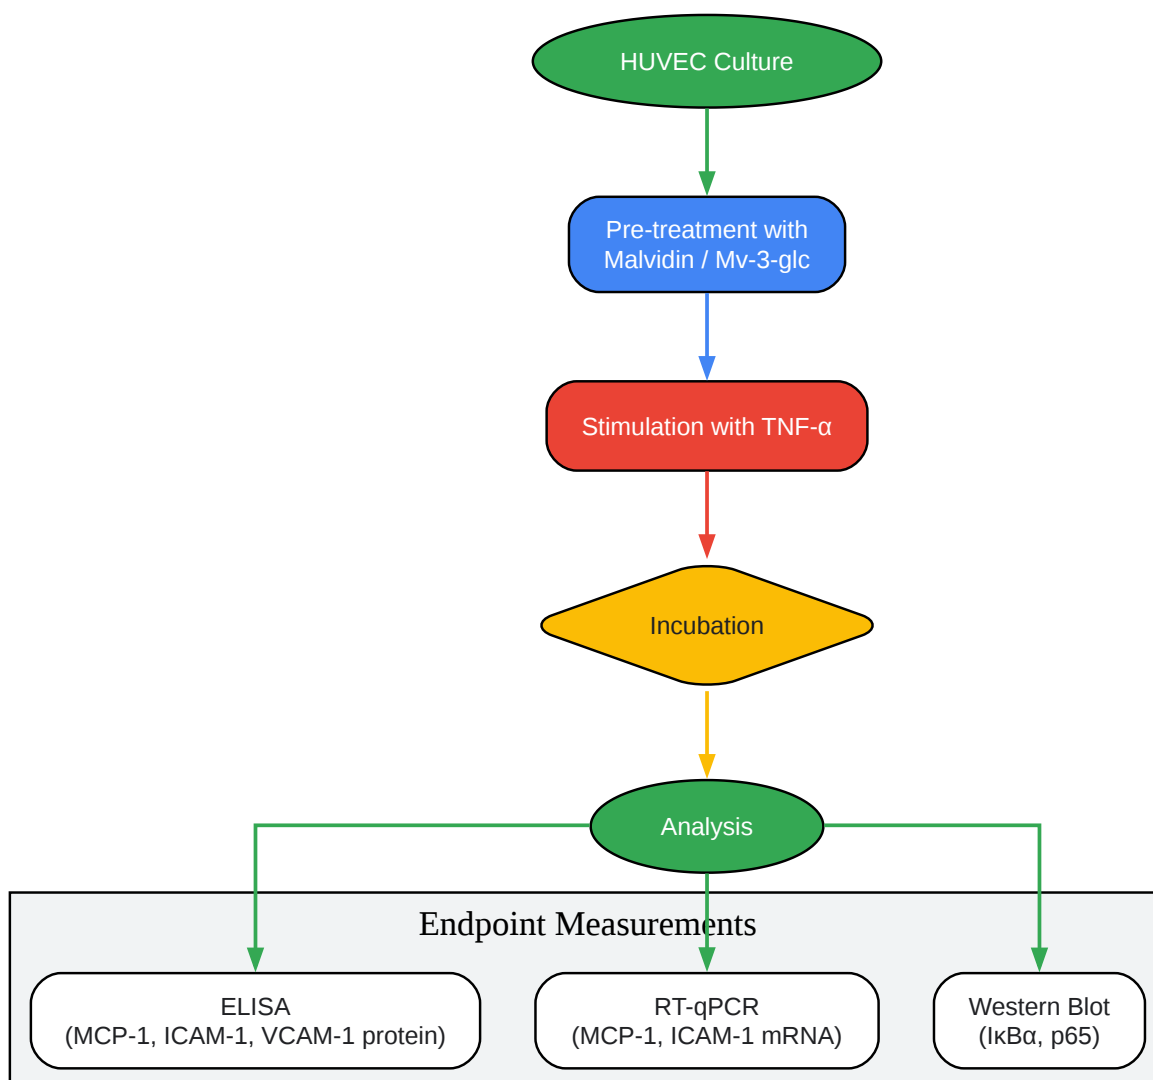 HUVEC Culture
Pre-treatment with
Malvidin / Mv-3-glc
Stimulation with TNF-α
Incubation
Analysis
Endpoint Measurements
ELISA
(MCP-1, ICAM-1, VCAM-1 protein)
RT-qPCR
(MCP-1, ICAM-1 mRNA)
Western Blot
(IκBα, p65)